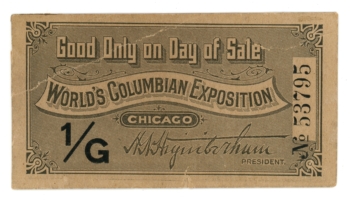 Good Only on Day of Sale
WORLD'S COLUMBIAN EXPOSITION
CHICAGO
1/G
H.N. Higinbotham
PRESIDENT.
№ 53795